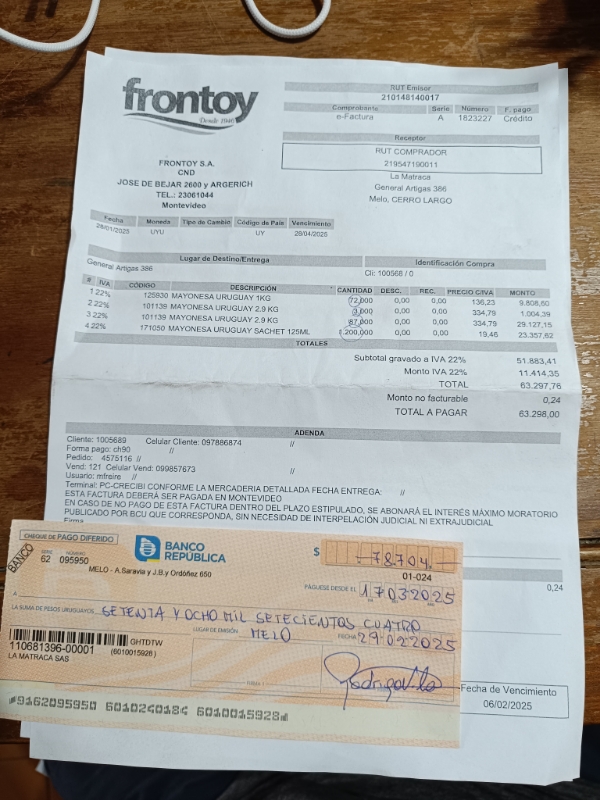 frontoy
Desde 1946
RUT Emisor
210148140017
Comprobante Serie Número F. pago
e-Factura A 1823227 Crédito
Receptor
RUT COMPRADOR
219547190011
La Matraca
General Artigas 386
Melo, CERRO LARGO
FRONTOY S.A.
CND
JOSE DE BEJAR 2600 y ARGERICH
TEL.: 23061044
Montevideo
Fecha Moneda Tipo de Cambio Código de País Vencimiento
28/01/2025 UYU UY 28/04/2025
Lugar de Destino/Entrega Identificación Compra
General Artigas 386 Cli: 100568 / 0
# IVA CÓDIGO DESCRIPCIÓN CANTIDAD DESC. REC. PRECIO C/IVA MONTO
1 22% 125930 MAYONESA URUGUAY 1KG 72,000 0,00 0,00 136,23 9.808,60
2 22% 101139 MAYONESA URUGUAY 2.9 KG 3,000 0,00 0,00 334,79 1.004,39
3 22% 101139 MAYONESA URUGUAY 2.9 KG 87,000 0,00 0,00 334,79 29.127,15
4 22% 171050 MAYONESA URUGUAY SACHET 125ML 1.200,000 0,00 0,00 19,46 23.357,62
TOTALES
Subtotal gravado a IVA 22% 51.883,41
Monto IVA 22% 11.414,35
TOTAL 63.297,76
Monto no facturable 0,24
TOTAL A PAGAR 63.298,00
ADENDA
Cliente: 1005689 Celular Cliente: 097886874 //
Forma pago: ch90 //
Pedido: 4575116 //
Vend: 121 Celular Vend: 099857673 //
Usuario: mfreire //
Terminal: PC-CRECIBI CONFORME LA MERCADERIA DETALLADA FECHA ENTREGA: //
ESTA FACTURA DEBERÁ SER PAGADA EN MONTEVIDEO
EN CASO DE NO PAGO DE ESTA FACTURA DENTRO DEL PLAZO ESTIPULADO, SE ABONARÁ EL INTERÉS MÁXIMO MORATORIO
PUBLICADO POR BCU QUE CORRESPONDA, SIN NECESIDAD DE INTERPELACIÓN JUDICIAL NI EXTRAJUDICIAL
Firma
0,24
CHEQUE DE PAGO DIFERIDO
BANCO
SERIE NÚMERO
62 095950
BANCO
REPÚBLICA
MELO - A.Saravia y J.B.y Ordóñez 650
$ 78704.
01-024
PÁGUESE DESDE EL 17032025
A
LA SUMA DE PESOS URUGUAYOS SETENTA Y OCHO MIL SETECIENTOS CUATRO
LUGAR DE EMISIÓN MELO FECHA 29022025
GHTDTW
110681396-00001 (6010015928)
LA MATRACA SAS
FIRMA 1
9162095950 6010240184 6010015928
Fecha de Vencimiento
06/02/2025